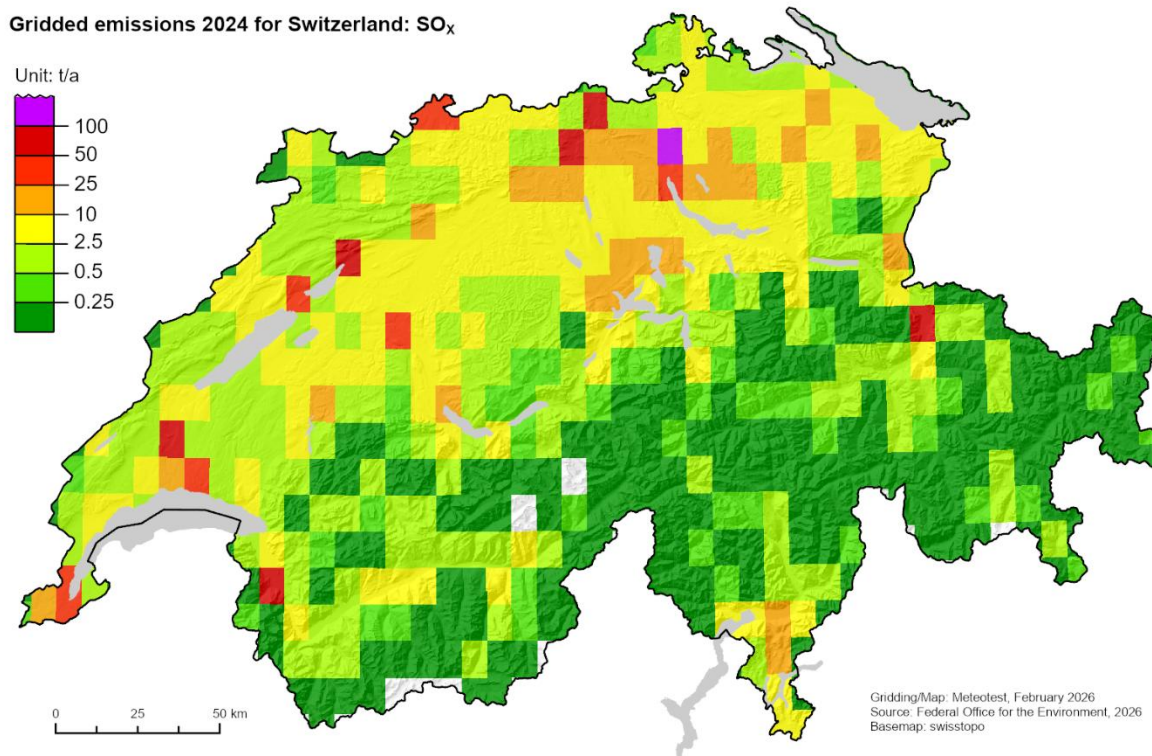 Gridded emissions 2024 for Switzerland: SOₓ
Unit: t/a
100
50
25
10
2.5
0.5
0.25
0 25 50 km
Gridding/Map: Meteotest, February 2026
Source: Federal Office for the Environment, 2026
Basemap: swisstopo